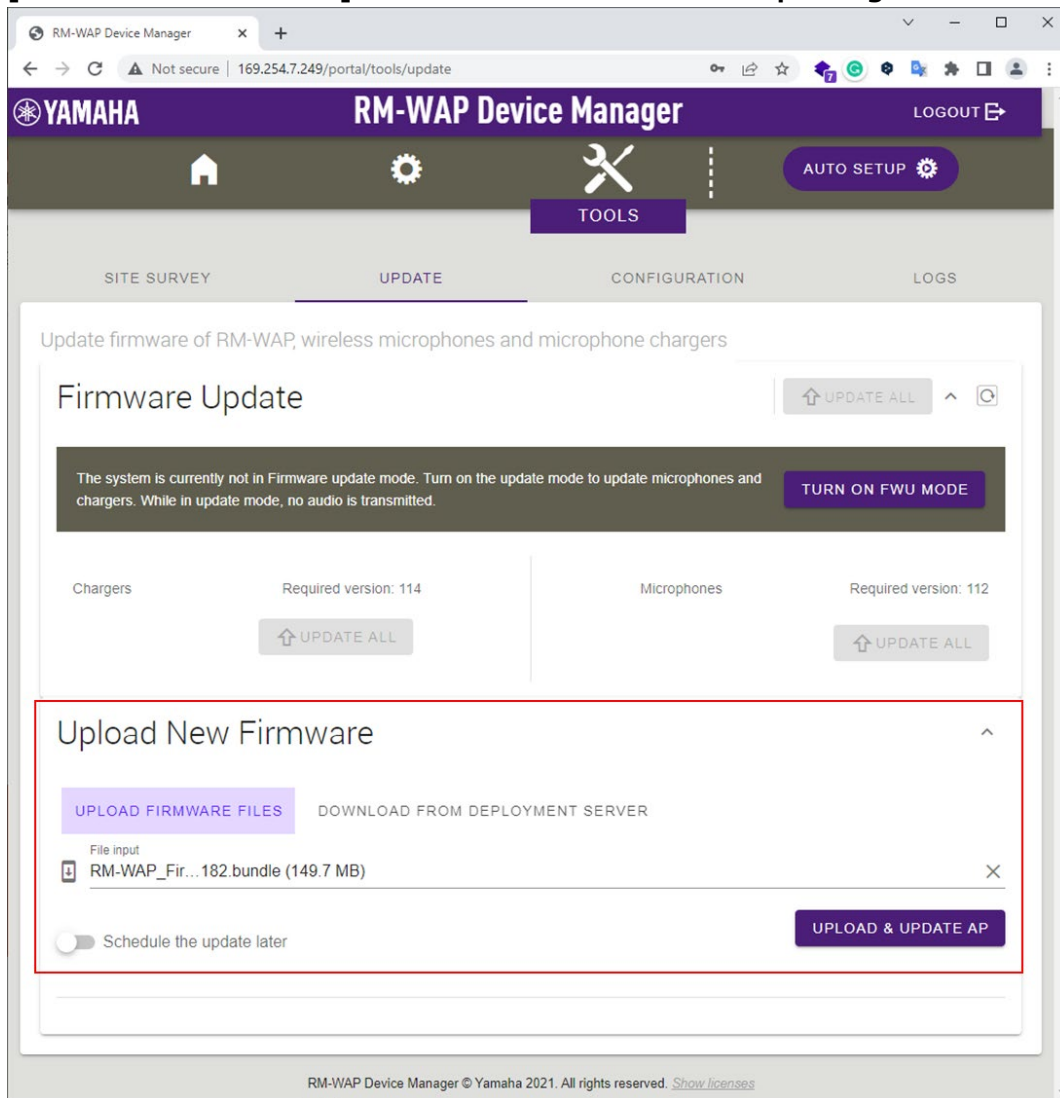 RM-WAP Device Manager
Not secure | 169.254.7.249/portal/tools/update
7
YAMAHA
RM-WAP Device Manager
LOGOUT
AUTO SETUP
TOOLS
SITE SURVEY
UPDATE
CONFIGURATION
LOGS
Update firmware of RM-WAP, wireless microphones and microphone chargers
Firmware Update
UPDATE ALL
The system is currently not in Firmware update mode. Turn on the update mode to update microphones and
chargers. While in update mode, no audio is transmitted.
TURN ON FWU MODE
Chargers
Required version: 114
UPDATE ALL
Microphones
Required version: 112
UPDATE ALL
Upload New Firmware
UPLOAD FIRMWARE FILES
DOWNLOAD FROM DEPLOYMENT SERVER
File input
RM-WAP_Fir...182.bundle (149.7 MB)
Schedule the update later
UPLOAD & UPDATE AP
RM-WAP Device Manager © Yamaha 2021. All rights reserved. Show licenses